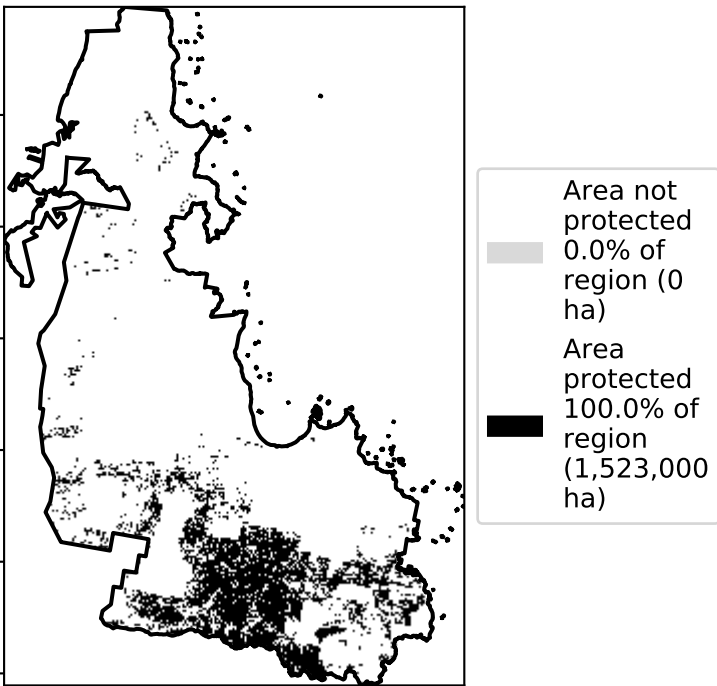 Area not
protected
0.0% of
region (0
ha)
Area
protected
100.0% of
region
(1,523,000
ha)